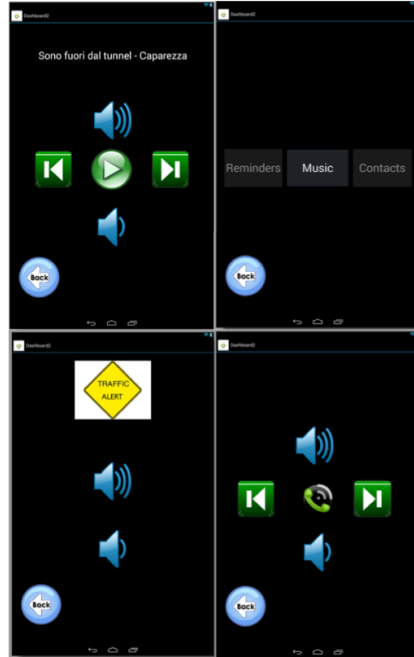 Dashboard2
Sono fuori dal tunnel - Caparezza
Back
Dashboard2
Reminders Music Contacts
Back
Dashboard2
TRAFFIC
ALERT
Back
Dashboard2
Back